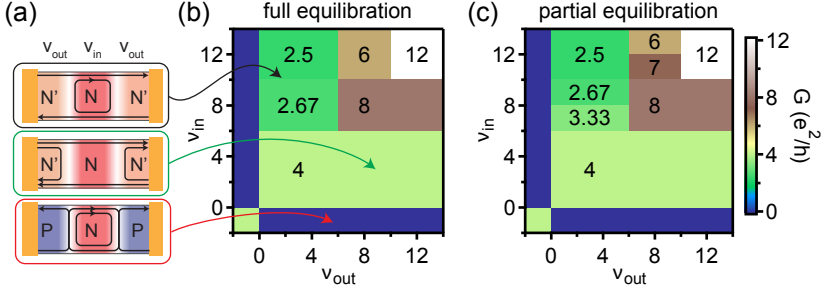 (a)
ν_out ν_in ν_out
N' N N'
N' N N'
P N P
(b) full equilibration
12
8
4
0
ν_in
2.5 6 12
2.67 8
4
0 4 8 12
ν_out
(c) partial equilibration
12
8
4
0
ν_in
2.5 6 12
7
2.67 8
3.33
4
0 4 8 12
ν_out
12
8
4
0
G (e²/h)